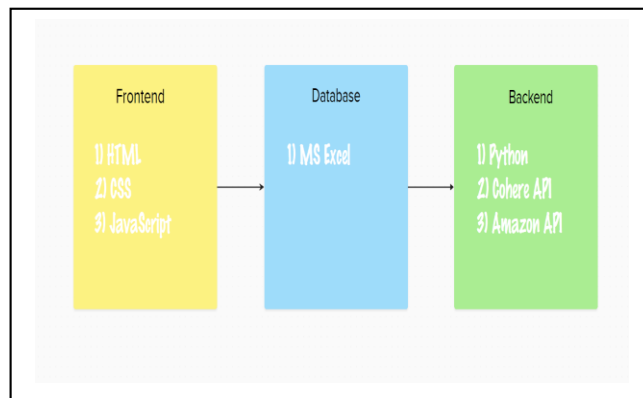 Frontend
1) HTML
2) CSS
3) JavaScript
Database
1) MS Excel
Backend
1) Python
2) Cohere API
3) Amazon API